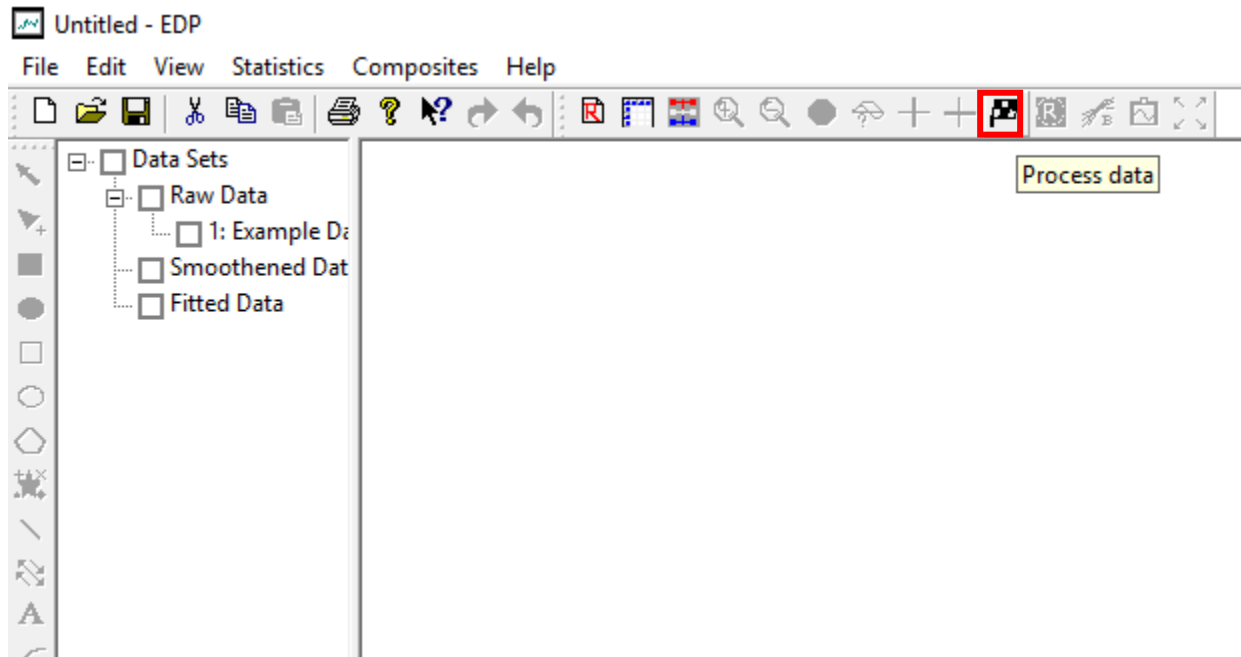 Untitled - EDP
File Edit View Statistics Composites Help
Process data
Data Sets
Raw Data
1: Example Da
Smoothened Dat
Fitted Data